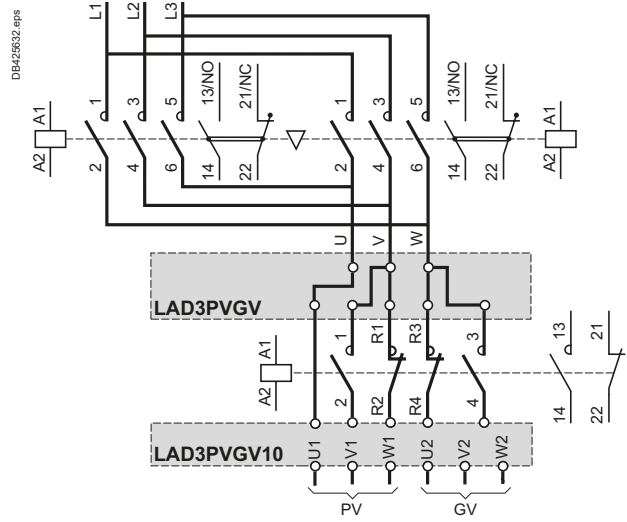 DB425632.eps
L1 L2 L3
A1 1 3 5 13/NO 21/NC 1 3 5 13/NO 21/NC A1
A2 2 4 6 14 22 2 4 6 14 22 A2
U V W
LAD3PVGV
A1 1 R1 R3 3 13 21
A2 2 R2 R4 4 14 22
LAD3PVGV10 U1 V1 W1 U2 V2 W2
PV GV